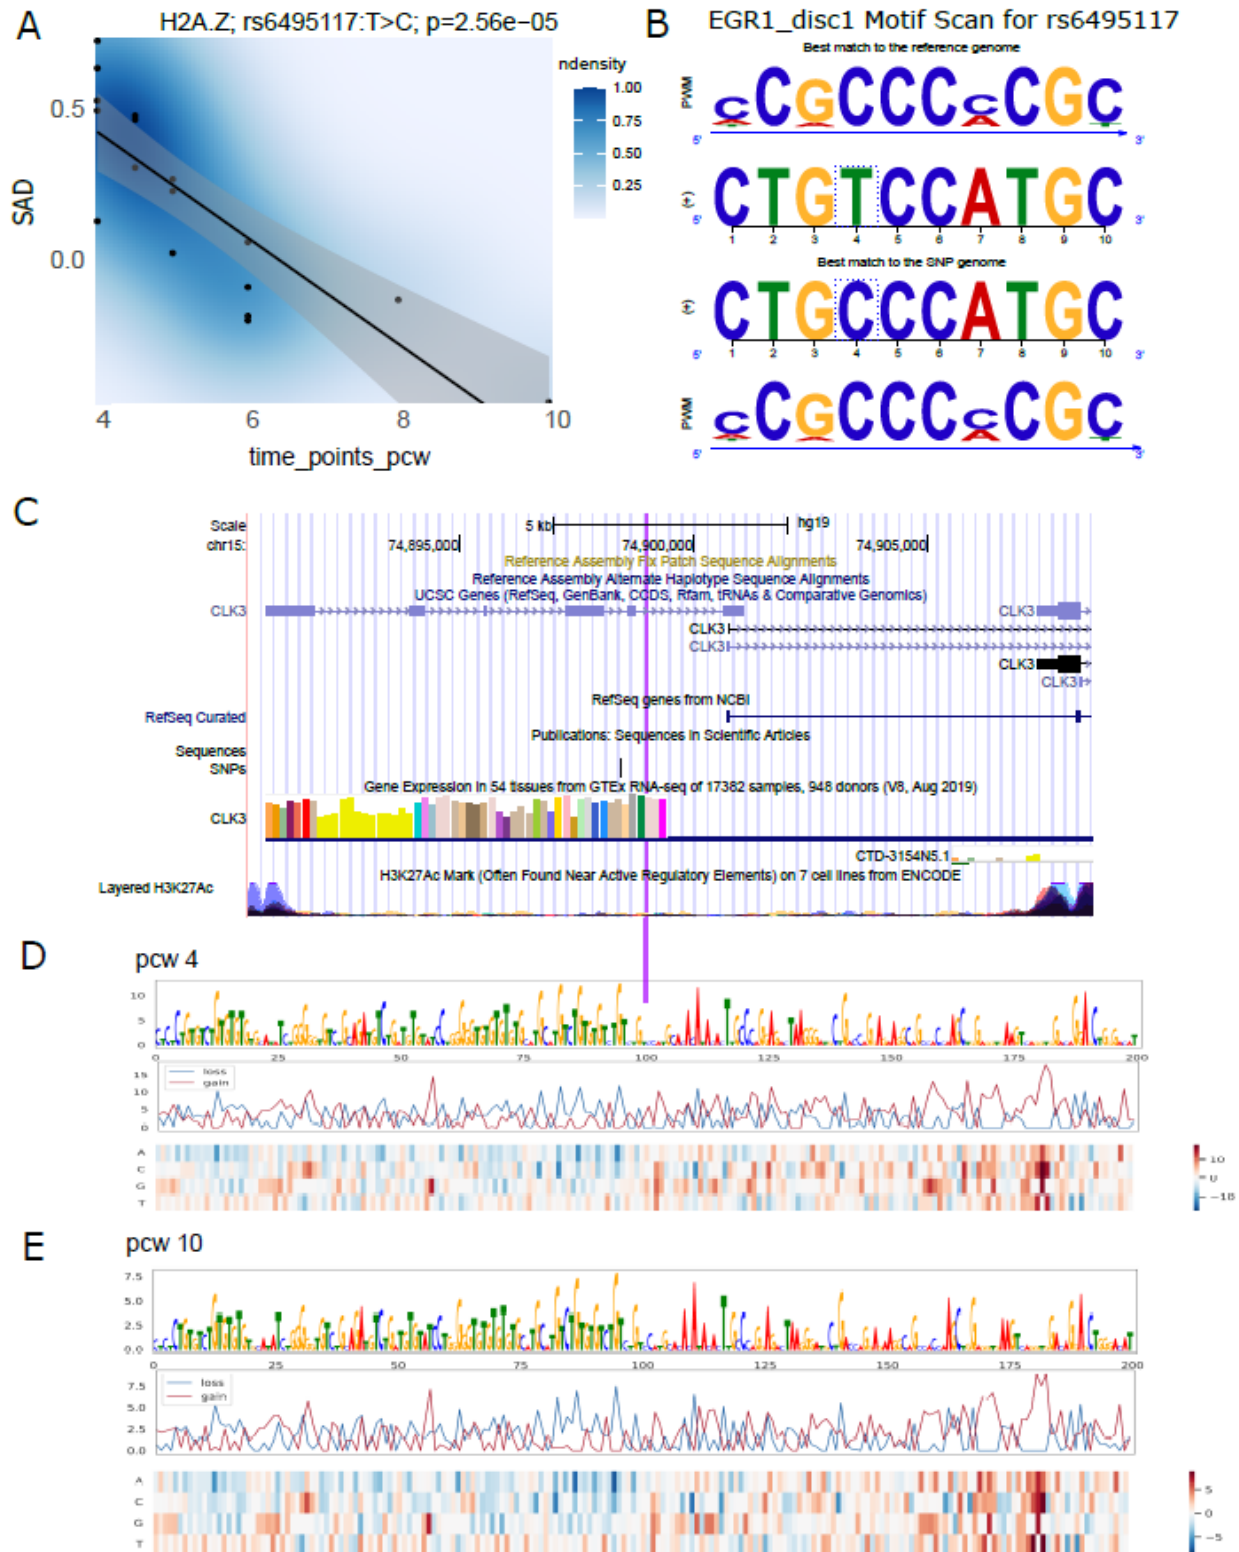 A
H2A.Z; rs6495117:T>C; p=2.56e−05
ndensity
1.00
0.75
0.50
0.25
SAD
0.5
0.0
4 6 8 10
time_points_pcw
B
EGR1_disc1 Motif Scan for rs6495117
Best match to the reference genome
PWM
CCGCCCCCGC
A A A
5' 3'
(+)
CTGTCCATGC
5' 1 2 3 4 5 6 7 8 9 10 3'
Best match to the SNP genome
(+)
CTGCCCATGC
5' 1 2 3 4 5 6 7 8 9 10 3'
PWM
CCGCCCCCGC
A A A
5' 3'
C
Scale 5 kb hg19
chr15: 74,895,000 74,900,000 74,905,000
Reference Assembly Fix Patch Sequence Alignments
Reference Assembly Alternate Haplotype Sequence Alignments
UCSC Genes (RefSeq, GenBank, CCDS, Rfam, tRNAs & Comparative Genomics)
CLK3 CLK3
CLK3
CLK3
CLK3
CLK3
RefSeq genes from NCBI
RefSeq Curated
Publications: Sequences in Scientific Articles
Sequences
SNPs
Gene Expression in 54 tissues from GTEx RNA-seq of 17382 samples, 948 donors (V8, Aug 2019)
CLK3
CTD-3154N5.1
H3K27Ac Mark (Often Found Near Active Regulatory Elements) on 7 cell lines from ENCODE
Layered H3K27Ac
D
pcw 4
10
5
0
0 25 50 75 100 125 150 175 200
15
10
5
0
loss
gain
A
C
G
T
10
0
−18
E
pcw 10
7.5
5.0
2.5
0.0
0 25 50 75 100 125 150 175 200
7.5
5.0
2.5
0.0
loss
gain
A
C
G
T
5
0
−5